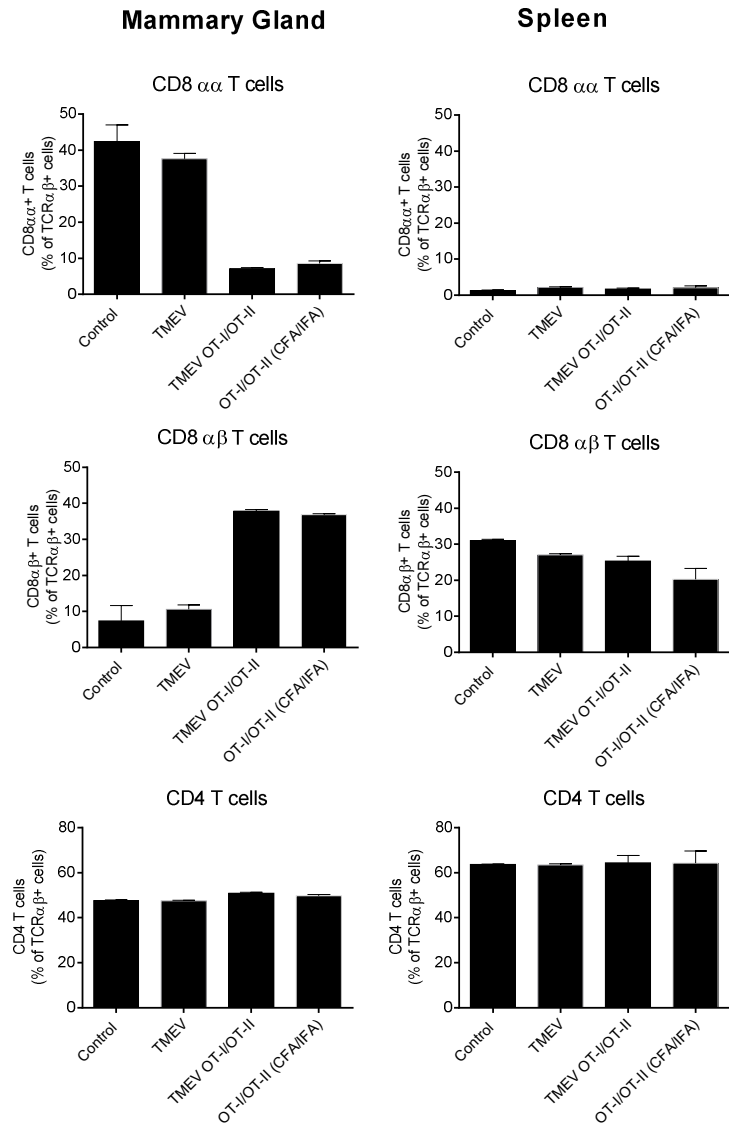 Mammary Gland
Spleen
CD8 αα T cells
CD8αα+ T cells
(% of TCRαβ+ cells)
50
40
30
20
10
0
Control
TMEV
TMEV OT-I/OT-II
OT-I/OT-II (CFA/IFA)
CD8 αα T cells
CD8αα+ T cells
(% of TCRαβ+ cells)
50
40
30
20
10
0
Control
TMEV
TMEV OT-I/OT-II
OT-I/OT-II (CFA/IFA)
CD8 αβ T cells
CD8αβ+ T cells
(% of TCRαβ+ cells)
50
40
30
20
10
0
Control
TMEV
TMEV OT-I/OT-II
OT-I/OT-II (CFA/IFA)
CD8 αβ T cells
CD8αβ+ T cells
(% of TCRαβ+ cells)
50
40
30
20
10
0
Control
TMEV
TMEV OT-I/OT-II
OT-I/OT-II (CFA/IFA)
CD4 T cells
CD4 T cells
(% of TCRαβ+ cells)
80
60
40
20
0
Control
TMEV
TMEV OT-I/OT-II
OT-I/OT-II (CFA/IFA)
CD4 T cells
CD4 T cells
(% of TCRαβ+ cells)
80
60
40
20
0
Control
TMEV
TMEV OT-I/OT-II
OT-I/OT-II (CFA/IFA)